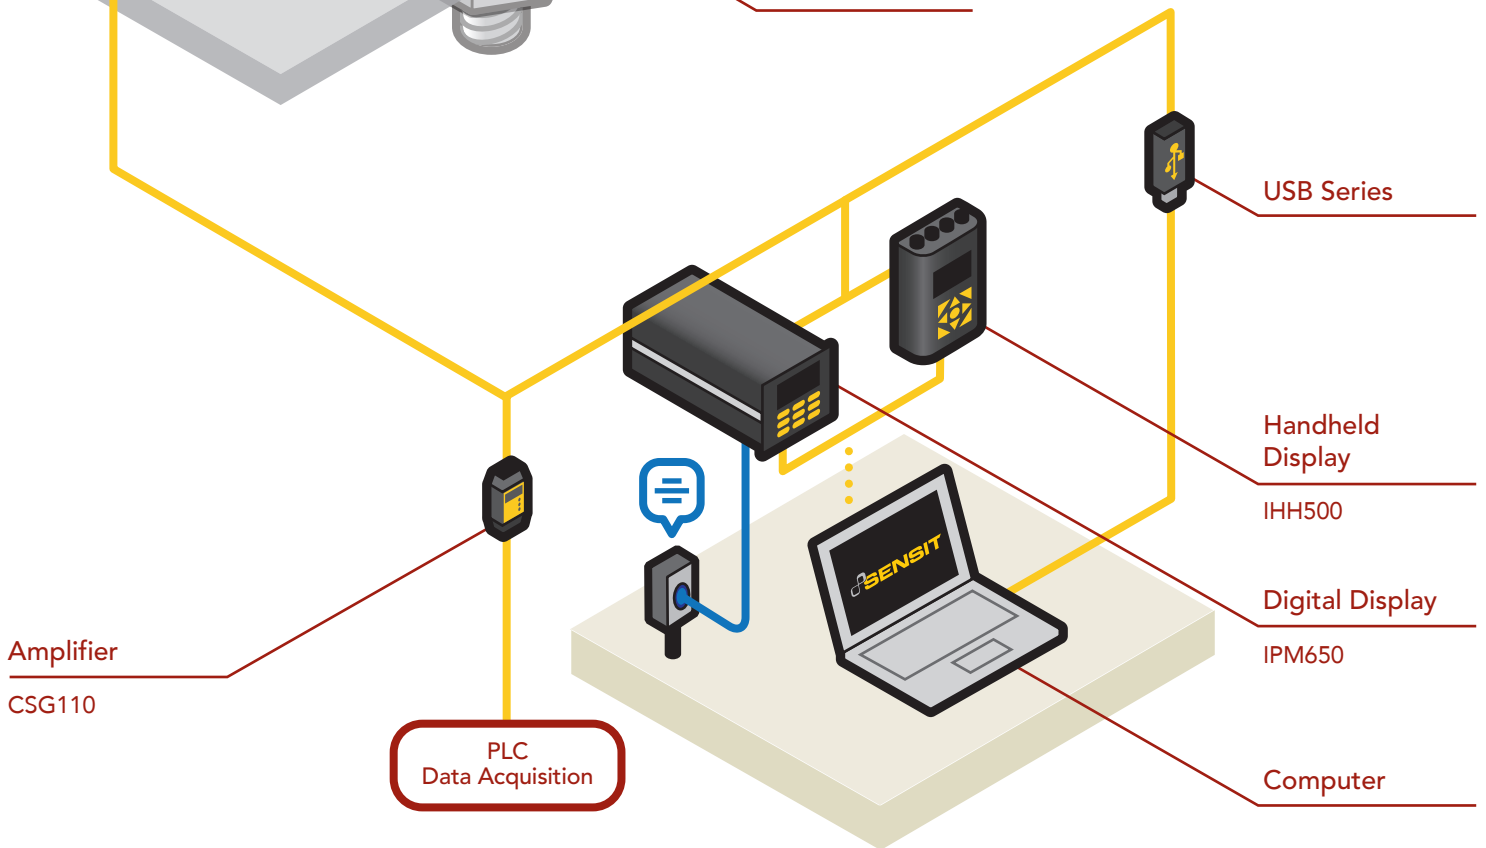 USB Series
Handheld
Display
IHH500
SENSIT
Digital Display
IPM650
Amplifier
CSG110
PLC
Data Acquisition
Computer